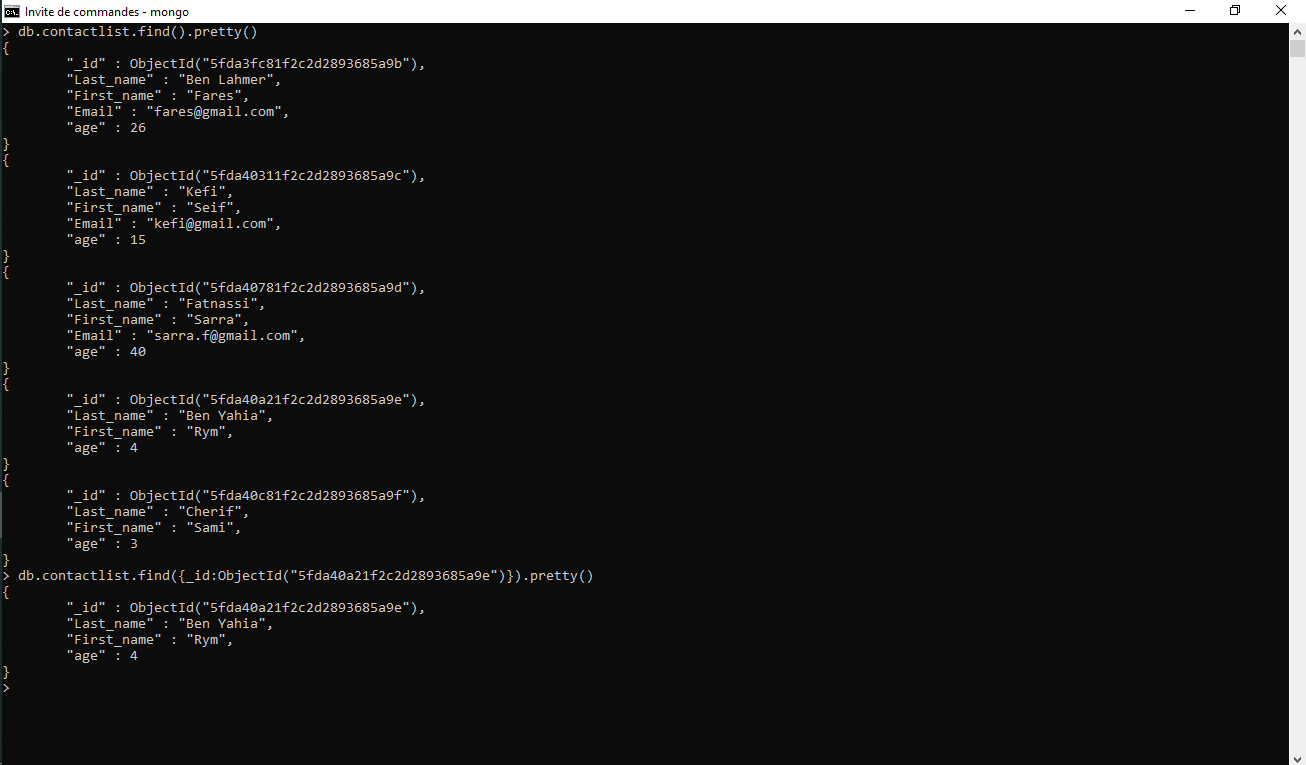 Invite de commandes - mongo
> db.contactlist.find().pretty()
{
        "_id" : ObjectId("5fda3fc81f2c2d2893685a9b"),
        "Last_name" : "Ben Lahmer",
        "First_name" : "Fares",
        "Email" : "fares@gmail.com",
        "age" : 26
}
{
        "_id" : ObjectId("5fda40311f2c2d2893685a9c"),
        "Last_name" : "Kefi",
        "First_name" : "Seif",
        "Email" : "kefi@gmail.com",
        "age" : 15
}
{
        "_id" : ObjectId("5fda40781f2c2d2893685a9d"),
        "Last_name" : "Fatnassi",
        "First_name" : "Sarra",
        "Email" : "sarra.f@gmail.com",
        "age" : 40
}
{
        "_id" : ObjectId("5fda40a21f2c2d2893685a9e"),
        "Last_name" : "Ben Yahia",
        "First_name" : "Rym",
        "age" : 4
}
{
        "_id" : ObjectId("5fda40c81f2c2d2893685a9f"),
        "Last_name" : "Cherif",
        "First_name" : "Sami",
        "age" : 3
}
> db.contactlist.find({_id:ObjectId("5fda40a21f2c2d2893685a9e")}).pretty()
{
        "_id" : ObjectId("5fda40a21f2c2d2893685a9e"),
        "Last_name" : "Ben Yahia",
        "First_name" : "Rym",
        "age" : 4
}
>